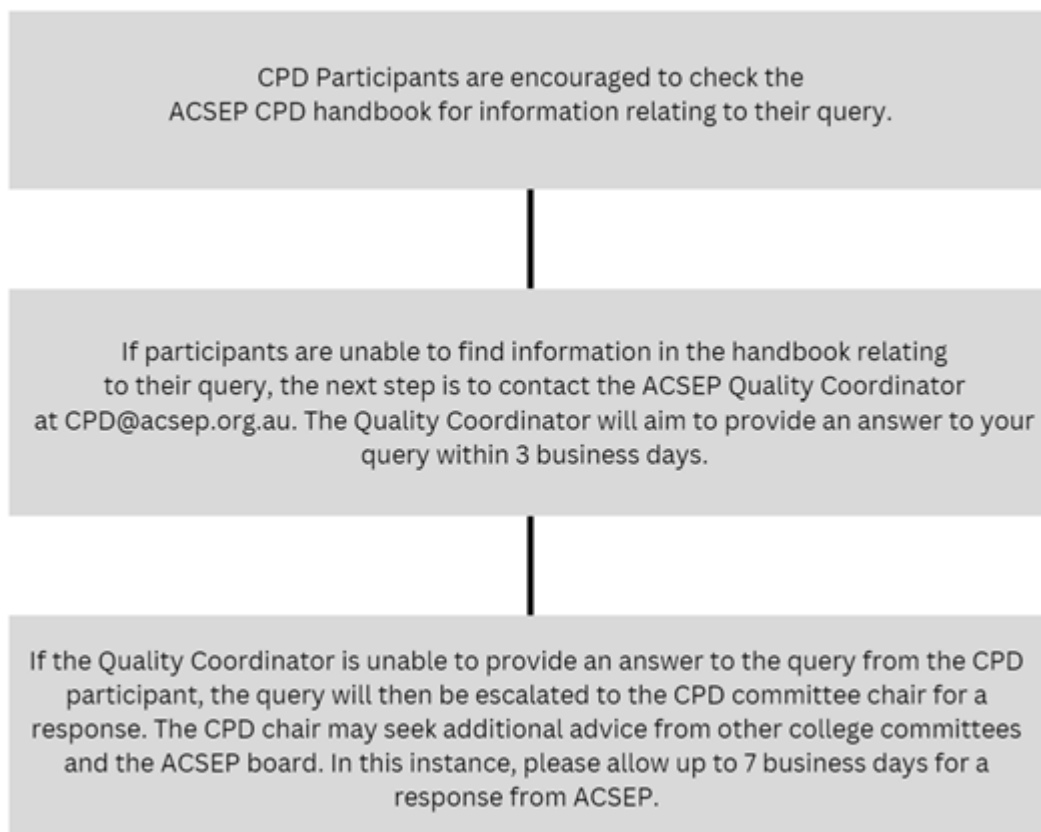 CPD Participants are encouraged to check the
ACSEP CPD handbook for information relating to their query.
If participants are unable to find information in the handbook relating
to their query, the next step is to contact the ACSEP Quality Coordinator
at CPD@acsep.org.au. The Quality Coordinator will aim to provide an answer to your
query within 3 business days.
If the Quality Coordinator is unable to provide an answer to the query from the CPD
participant, the query will then be escalated to the CPD committee chair for a
response. The CPD chair may seek additional advice from other college committees
and the ACSEP board. In this instance, please allow up to 7 business days for a
response from ACSEP.